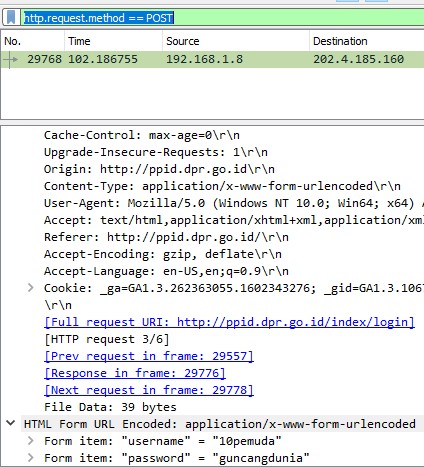 http.request.method == POST
No. Time Source Destination
29768 102.186755 192.168.1.8 202.4.185.160
Cache-Control: max-age=0\r\n
Upgrade-Insecure-Requests: 1\r\n
Origin: http://ppid.dpr.go.id\r\n
Content-Type: application/x-www-form-urlencoded\r\n
User-Agent: Mozilla/5.0 (Windows NT 10.0; Win64; x64)
Accept: text/html,application/xhtml+xml,application/xm
Referer: http://ppid.dpr.go.id/\r\n
Accept-Encoding: gzip, deflate\r\n
Accept-Language: en-US,en;q=0.9\r\n
Cookie: _ga=GA1.3.262363055.1602343276; _gid=GA1.3.106
\r\n
[Full request URI: http://ppid.dpr.go.id/index/login]
[HTTP request 3/6]
[Prev request in frame: 29557]
[Response in frame: 29776]
[Next request in frame: 29778]
File Data: 39 bytes
HTML Form URL Encoded: application/x-www-form-urlencoded
Form item: "username" = "10pemuda"
Form item: "password" = "guncangdunia"